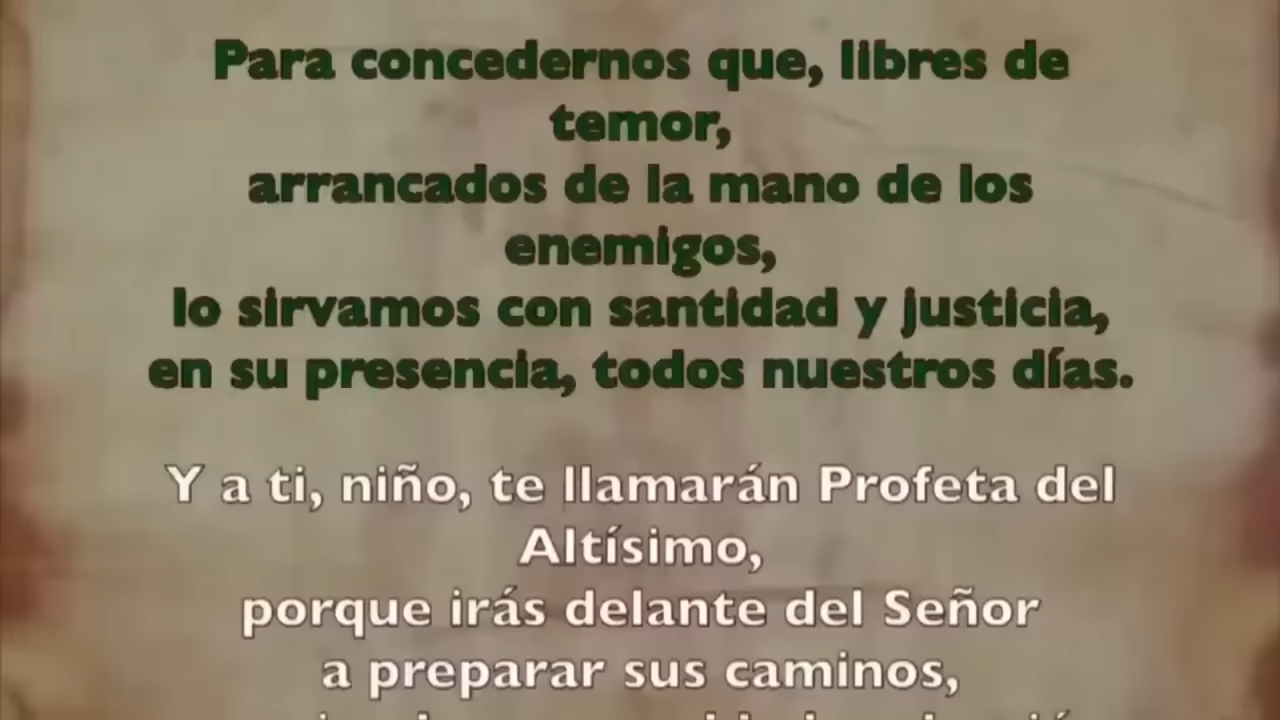 Para concedernos que, libres de
temor,
arrancados de la mano de los
enemigos,
lo sirvamos con santidad y justicia,
en su presencia, todos nuestros días.
Y a ti, niño, te llamarán Profeta del
Altísimo,
porque irás delante del Señor
a preparar sus caminos,